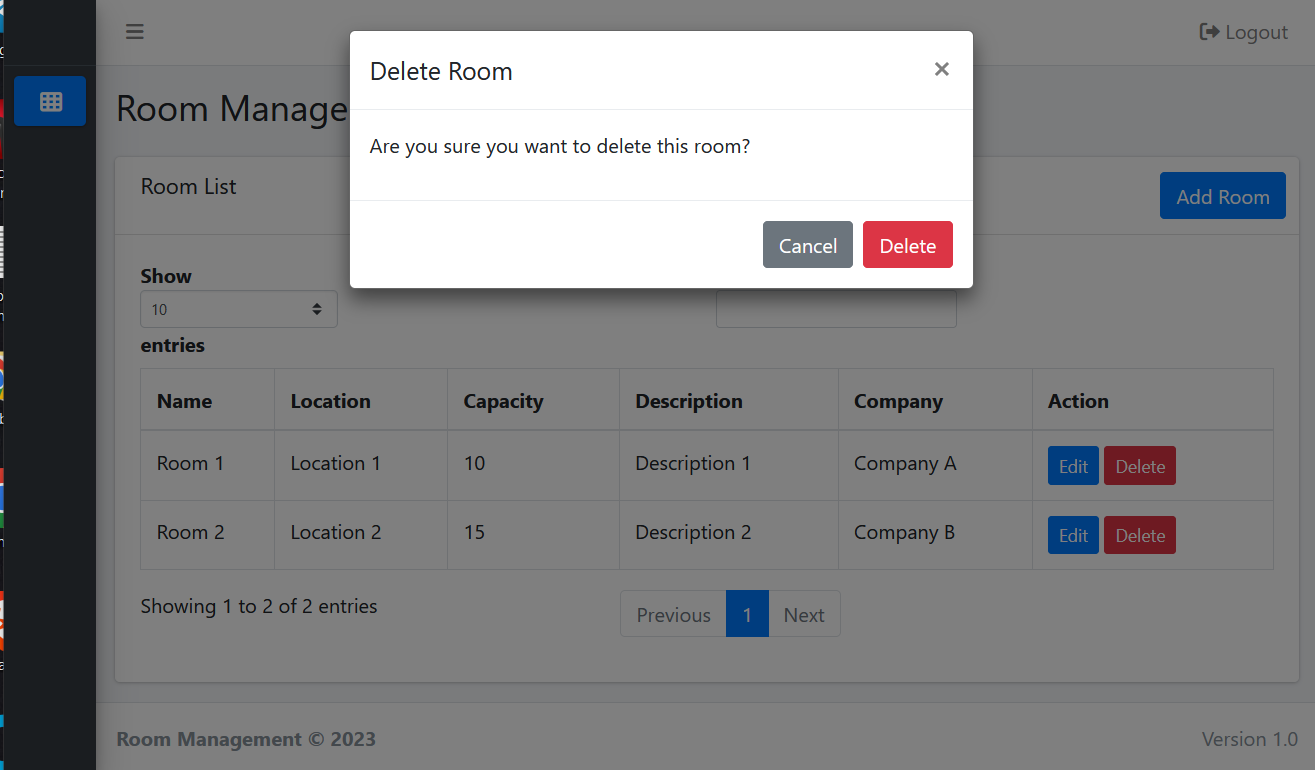 Logout
Delete Room
×
Room Manage
Are you sure you want to delete this room?
Room List
Add Room
Cancel Delete
Show
10
entries
Name Location Capacity Description Company Action
Room 1 Location 1 10 Description 1 Company A Edit Delete
Room 2 Location 2 15 Description 2 Company B Edit Delete
Showing 1 to 2 of 2 entries
Previous 1 Next
Room Management © 2023
Version 1.0